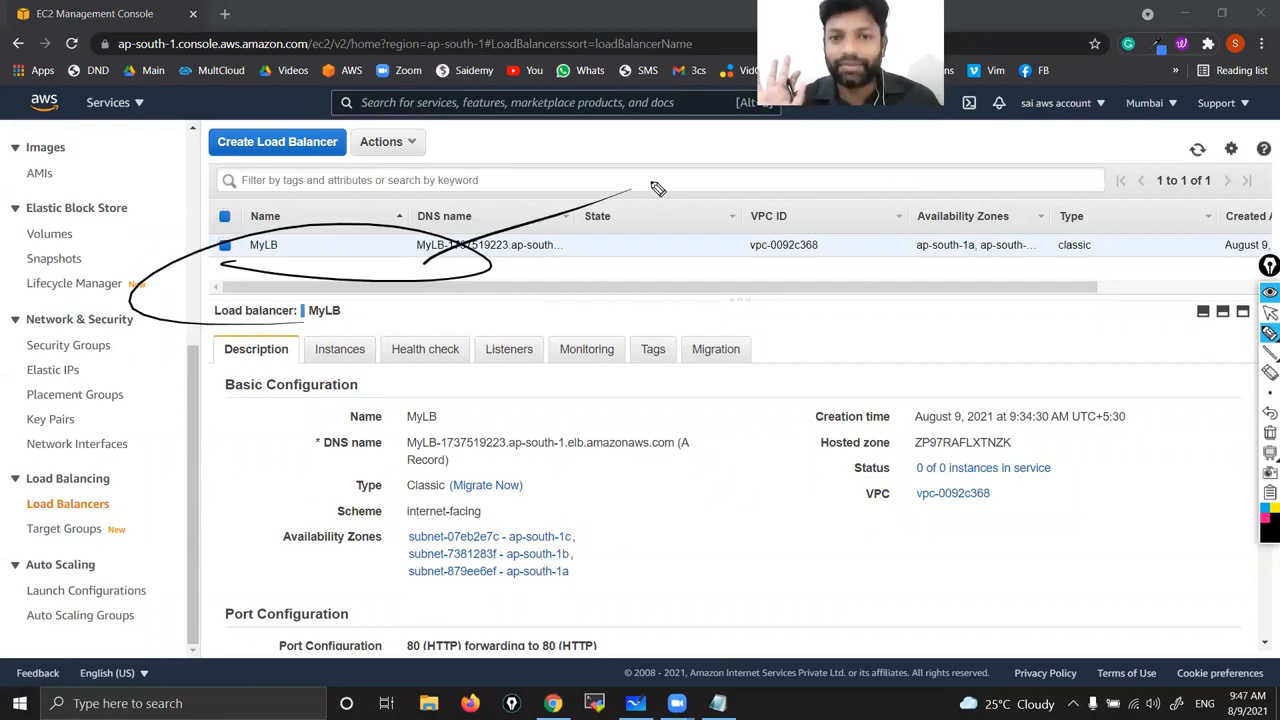 EC2 Management Console
ap-south-1.console.aws.amazon.com/ec2/v2/home?region=ap-south-1#LoadBalancers:sort=loadBalancerName
Apps DND Main MultCloud Videos AWS Zoom Saidemy You Whats SMS 3cs Vid Vim FB » Reading list
aws Services Search for services, features, marketplace products, and docs [Alt sai aws account Mumbai Support
Images
AMIs
Elastic Block Store
Volumes
Snapshots
Lifecycle Manager New
Network & Security
Security Groups
Elastic IPs
Placement Groups
Key Pairs
Network Interfaces
Load Balancing
Load Balancers
Target Groups New
Auto Scaling
Launch Configurations
Auto Scaling Groups
Create Load Balancer Actions
Filter by tags and attributes or search by keyword 1 to 1 of 1
Name DNS name State VPC ID Availability Zones Type Created A
MyLB MyLB-1737519223.ap-south... vpc-0092c368 ap-south-1a, ap-south-... classic August 9,
Load balancer: MyLB
Description Instances Health check Listeners Monitoring Tags Migration
Basic Configuration
Name MyLB
* DNS name MyLB-1737519223.ap-south-1.elb.amazonaws.com (A
Record)
Type Classic (Migrate Now)
Scheme internet-facing
Availability Zones subnet-07eb2e7c - ap-south-1c,
subnet-7381283f - ap-south-1b,
subnet-879ee6ef - ap-south-1a
Creation time August 9, 2021 at 9:34:30 AM UTC+5:30
Hosted zone ZP97RAFLXTNZK
Status 0 of 0 instances in service
VPC vpc-0092c368
Port Configuration
Port Configuration 80 (HTTP) forwarding to 80 (HTTP)
Feedback English (US) © 2008 - 2021, Amazon Internet Services Private Ltd. or its affiliates. All rights reserved. Privacy Policy Terms of Use Cookie preferences
Type here to search 25°C Cloudy ENG 9:47 AM
8/9/2021